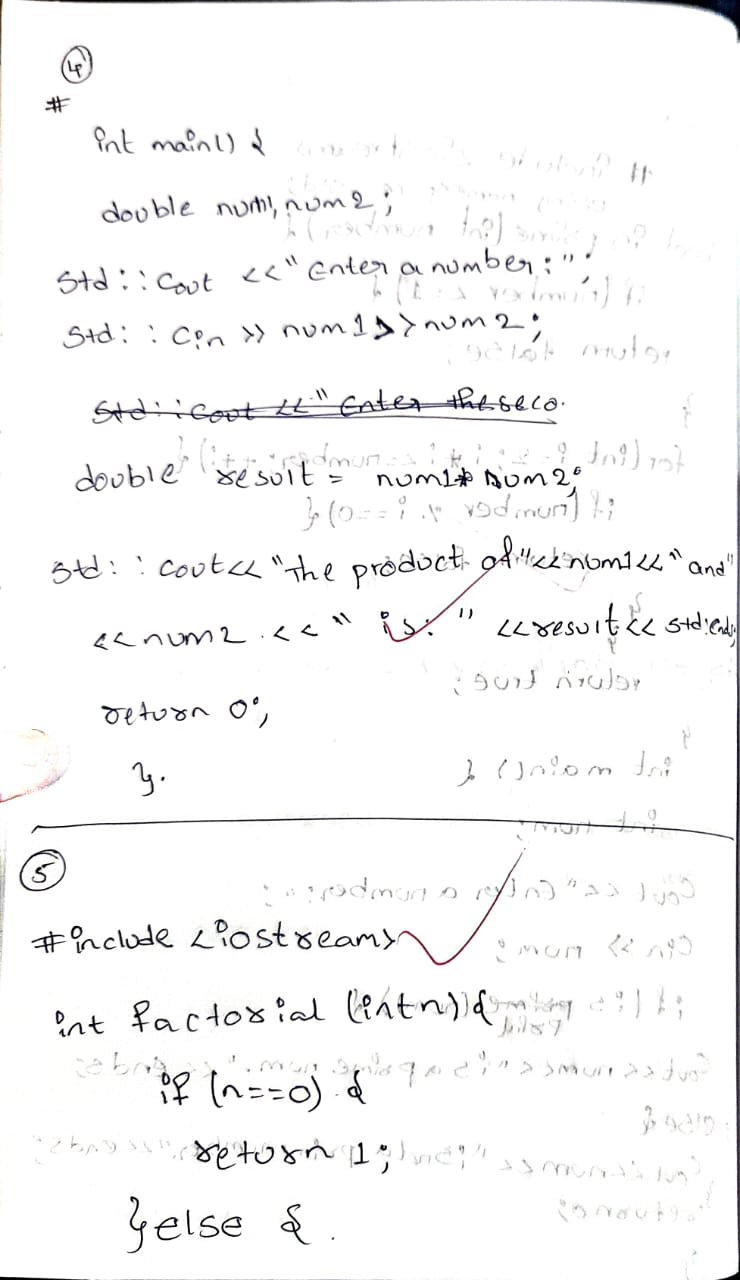 4
#
int main() {
double num1, num2;
Std::Cout <<"Enter a number:";
Std::Cin >> num1>>num2;
Std::Cout <<"Enter the seco.
double result = num1* num2;
Std::cout<< "The product of"<<num1<<" and"
<<num2.<<" is:" <<result<< std:endl;
return 0;
}.
5
#include <iostream>
int factorial (int n){
if (n==0) {
return 1;
}else {.